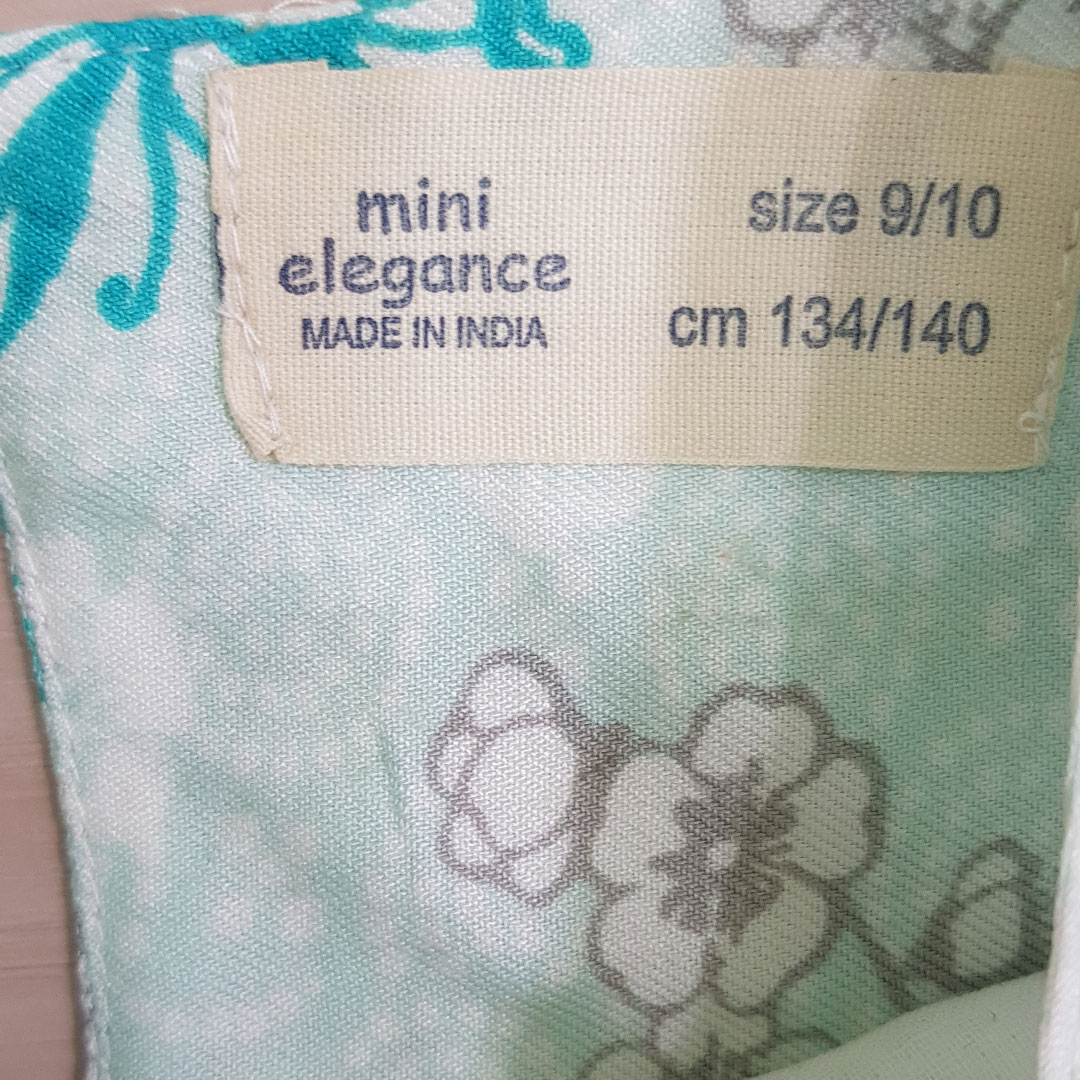 mini
elegance
MADE IN INDIA
size 9/10
cm 134/140